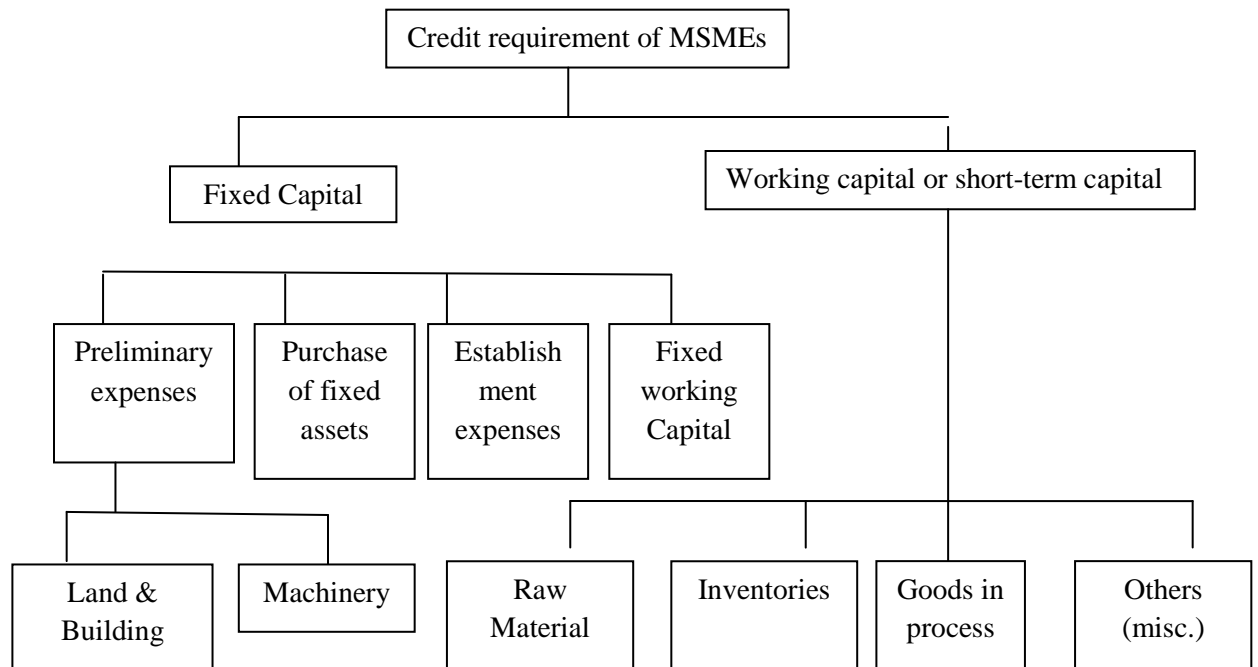 Credit requirement of MSMEs
Fixed Capital
Working capital or short-term capital
Preliminary
expenses
Purchase
of fixed
assets
Establish
ment
expenses
Fixed
working
Capital
Land &
Building
Machinery
Raw
Material
Inventories
Goods in
process
Others
(misc.)